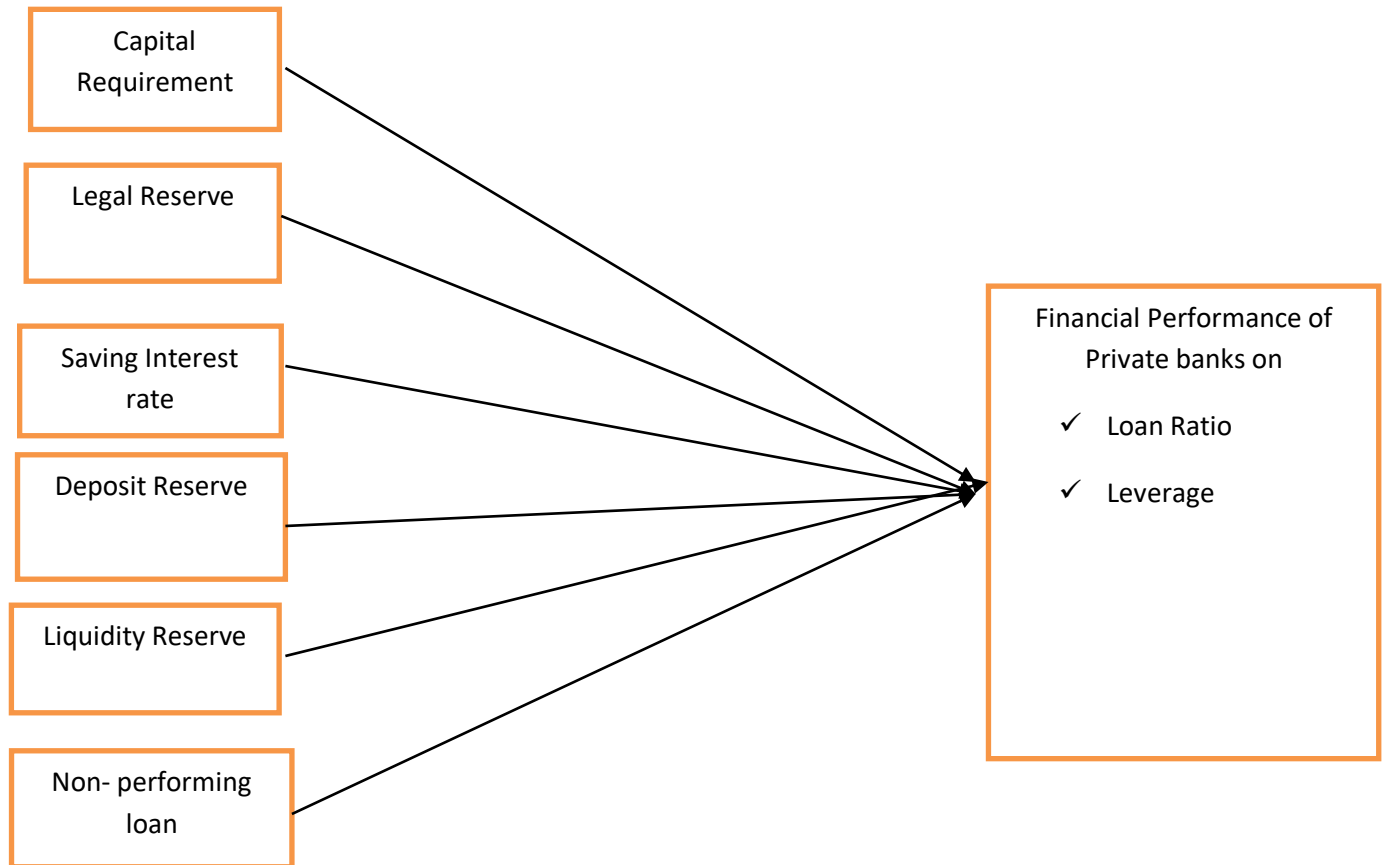 Capital
Requirement
Legal Reserve
Saving Interest
rate
Deposit Reserve
Liquidity Reserve
Non- performing
loan
Financial Performance of
Private banks on
✓ Loan Ratio
✓ Leverage